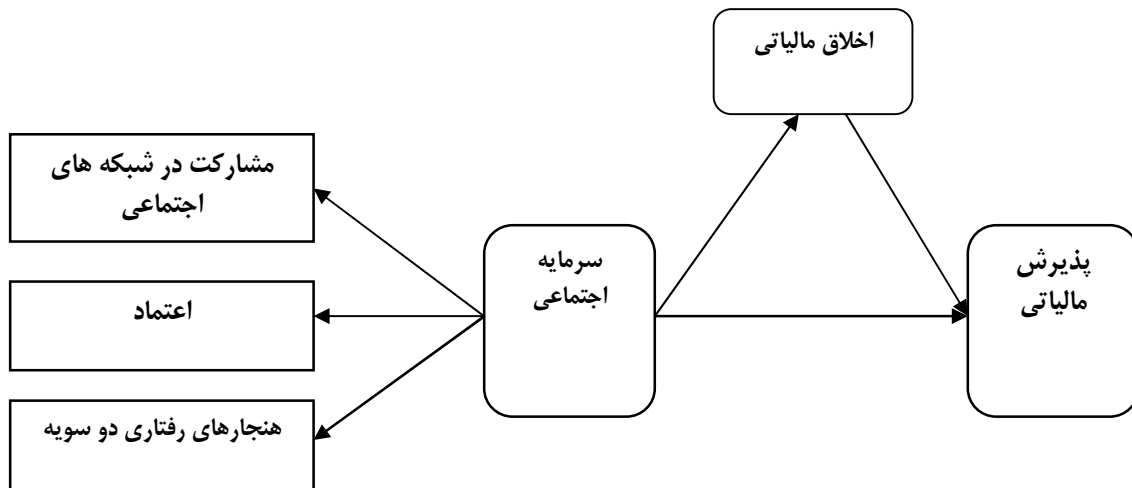 اخلاق مالیاتی
مشارکت در شبکه های
اجتماعی
سرمایه
اجتماعی
پذیرش
مالیاتی
اعتماد
هنجارهای رفتاری دو سویه